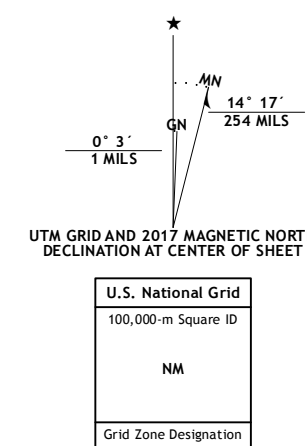 ★
MN
GN
14° 17´
254 MILS
0° 3´
1 MILS
UTM GRID AND 2017 MAGNETIC NORT
DECLINATION AT CENTER OF SHEET
U.S. National Grid
100,000-m Square ID
NM
Grid Zone Designation